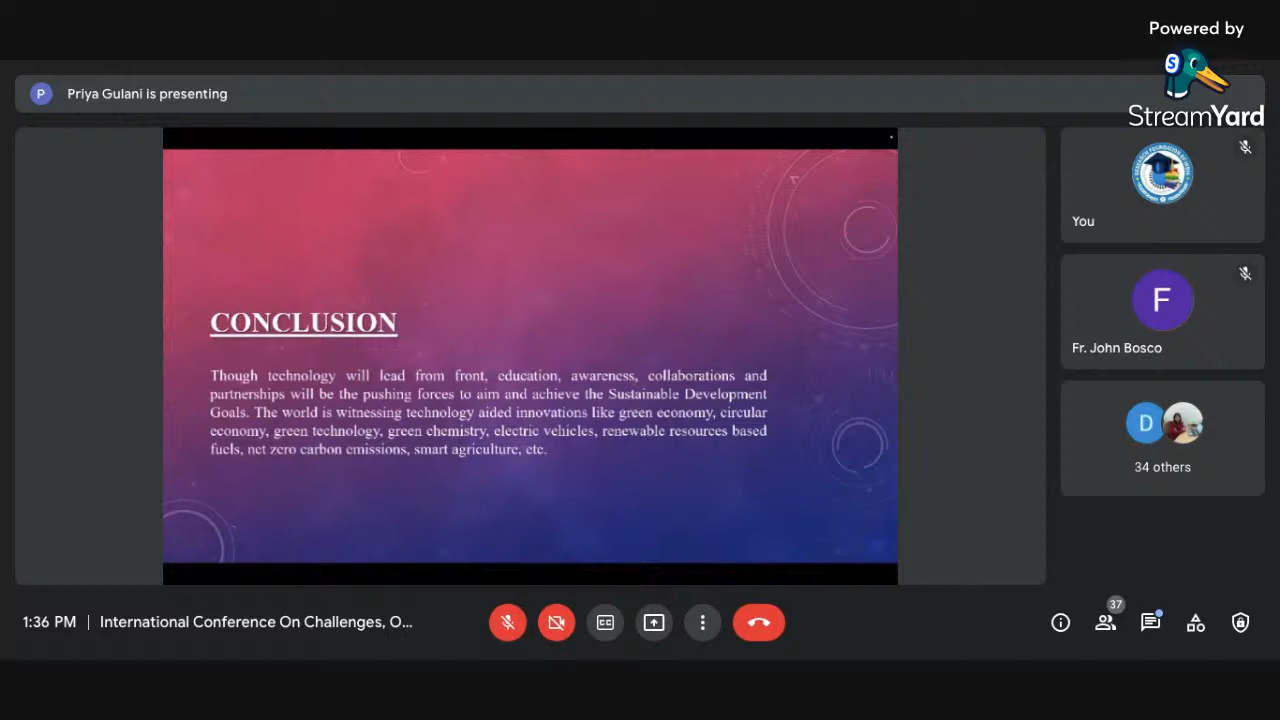 Powered by
StreamYard
P
Priya Gulani is presenting
You
CONCLUSION
F
Fr. John Bosco
Though technology will lead from front, education, awareness, collaborations and
partnerships will be the pushing forces to aim and achieve the Sustainable Development
Goals. The world is witnessing technology aided innovations like green economy, circular
economy, green technology, green chemistry, electric vehicles, renewable resources based
fuels, net zero carbon emissions, smart agriculture, etc.
D
34 others
1:36 PM
International Conference On Challenges, O...
37